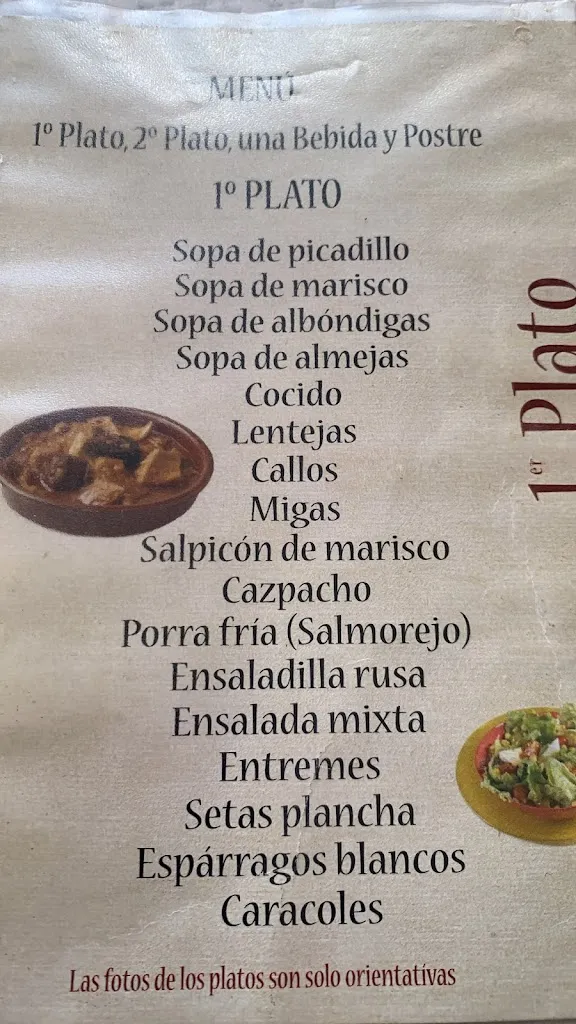 MENÚ
1º Plato, 2º Plato, una Bebida y Postre
1º PLATO
Sopa de picadillo
Sopa de marisco
Sopa de albóndigas
Sopa de almejas
Cocido
Lentejas
Callos
Migas
Salpicón de marisco
Cazpacho
Porra fría (Salmorejo)
Ensaladilla rusa
Ensalada mixta
Entremes
Setas plancha
Espárragos blancos
Caracoles
Las fotos de los platos son solo orientatívas
1er Plato